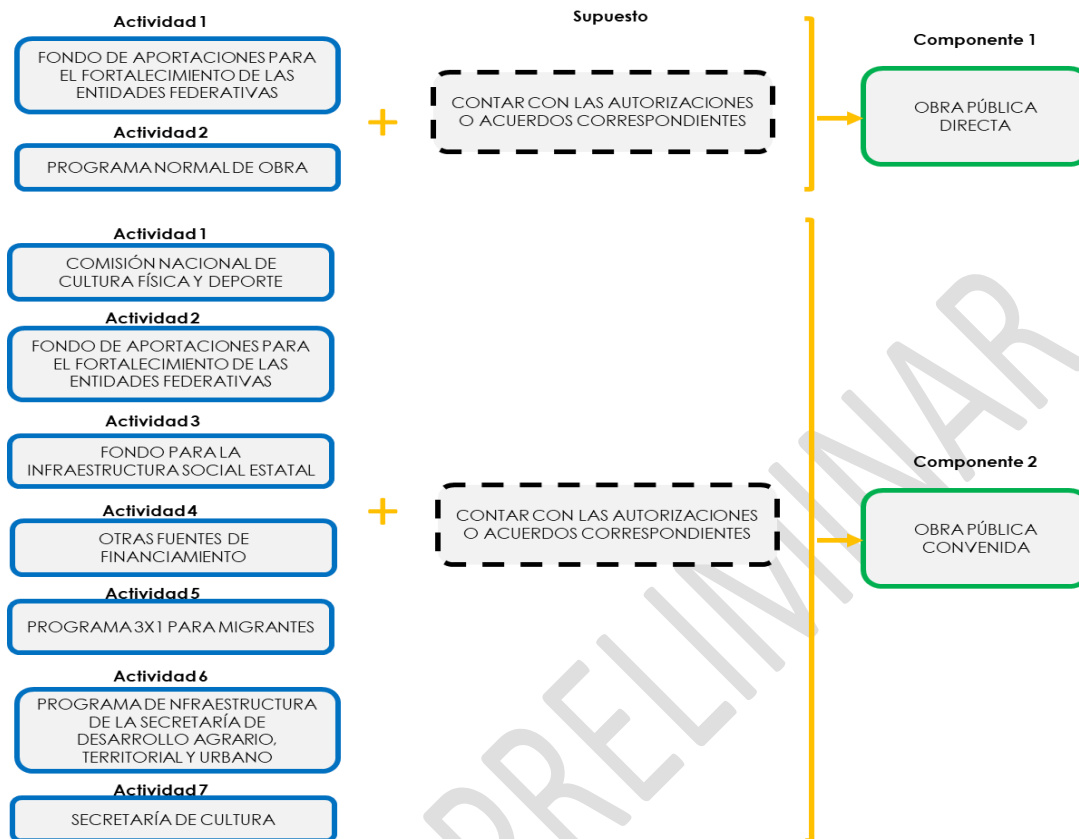 Actividad 1
FONDO DE APORTACIONES PARA
EL FORTALECIMIENTO DE LAS
ENTIDADES FEDERATIVAS
Actividad 2
PROGRAMA NORMAL DE OBRA
Supuesto
CONTAR CON LAS AUTORIZACIONES
O ACUERDOS CORRESPONDIENTES
Componente 1
OBRA PÚBLICA
DIRECTA
Actividad 1
COMISIÓN NACIONAL DE
CULTURA FÍSICA Y DEPORTE
Actividad 2
FONDO DE APORTACIONES PARA
EL FORTALECIMIENTO DE LAS
ENTIDADES FEDERATIVAS
Actividad 3
FONDO PARA LA
INFRAESTRUCTURA SOCIAL ESTATAL
Actividad 4
OTRAS FUENTES DE
FINANCIAMIENTO
Actividad 5
PROGRAMA 3X1 PARA MIGRANTES
Actividad 6
PROGRAMA DE NFRAESTRUCTURA
DE LA SECRETARÍA DE
DESARROLLO AGRARIO,
TERRITORIAL Y URBANO
Actividad 7
SECRETARÍA DE CULTURA
CONTAR CON LAS AUTORIZACIONES
O ACUERDOS CORRESPONDIENTES
Componente 2
OBRA PÚBLICA
CONVENIDA
PRELIMINAR